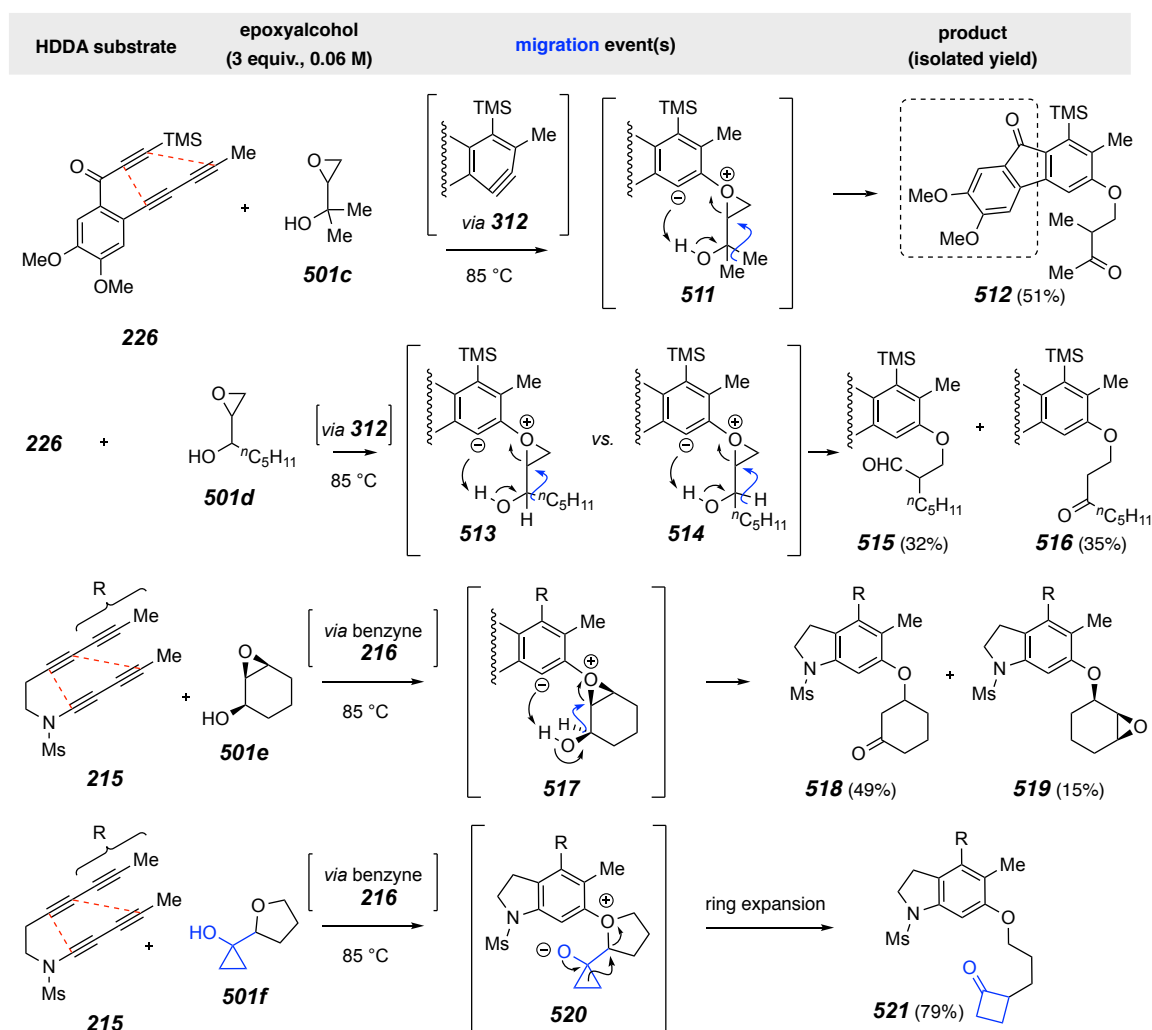 HDDA substrate
epoxyalcohol
(3 equiv., 0.06 M)
migration event(s)
product
(isolated yield)
O
TMS
Me
MeO
OMe
226
+
O
HO
Me
Me
501c
TMS
Me
via 312
85 °C
TMS
Me
⊕
O
⊖
H
O
Me
Me
511
O
TMS
Me
MeO
MeO
O
Me
Me
O
512 (51%)
226
+
O
HO
nC5H11
501d
via 312
85 °C
TMS
Me
⊕
O
⊖
H
O
nC5H11
H
513
vs.
TMS
Me
⊕
O
⊖
H
O
H
nC5H11
514
TMS
Me
O
OHC
C5H11
515 (32%)
+
TMS
Me
O
O
C5H11
516 (35%)
R
Me
Me
N
Ms
215
+
O
HO
501e
via benzyne
216
85 °C
R
Me
⊕
O
⊖
H
H
O
517
R
Me
N
Ms
O
O
518 (49%)
+
R
Me
N
Ms
O
O
519 (15%)
R
Me
Me
N
Ms
215
+
O
HO
501f
via benzyne
216
85 °C
R
Me
N
Ms
⊕
O
⊖
O
520
ring expansion
R
Me
N
Ms
O
O
521 (79%)